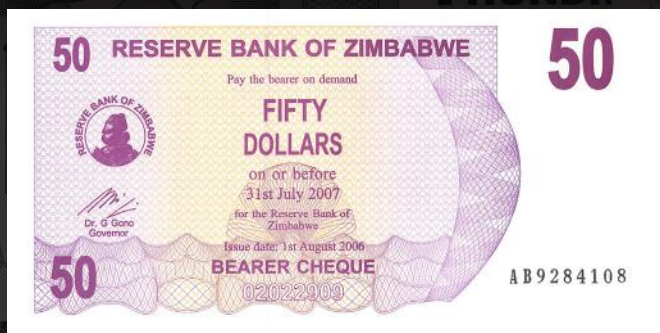 50 RESERVE BANK OF ZIMBABWE 50
Pay the bearer on demand
FIFTY
DOLLARS
RESERVE BANK OF ZIMBABWE
on or before
31st July 2007
for the Reserve Bank of
Zimbabwe
Dr. G Gono
Governor
Issue date: 1st August 2006
50 BEARER CHEQUE
02022909
AB9284108